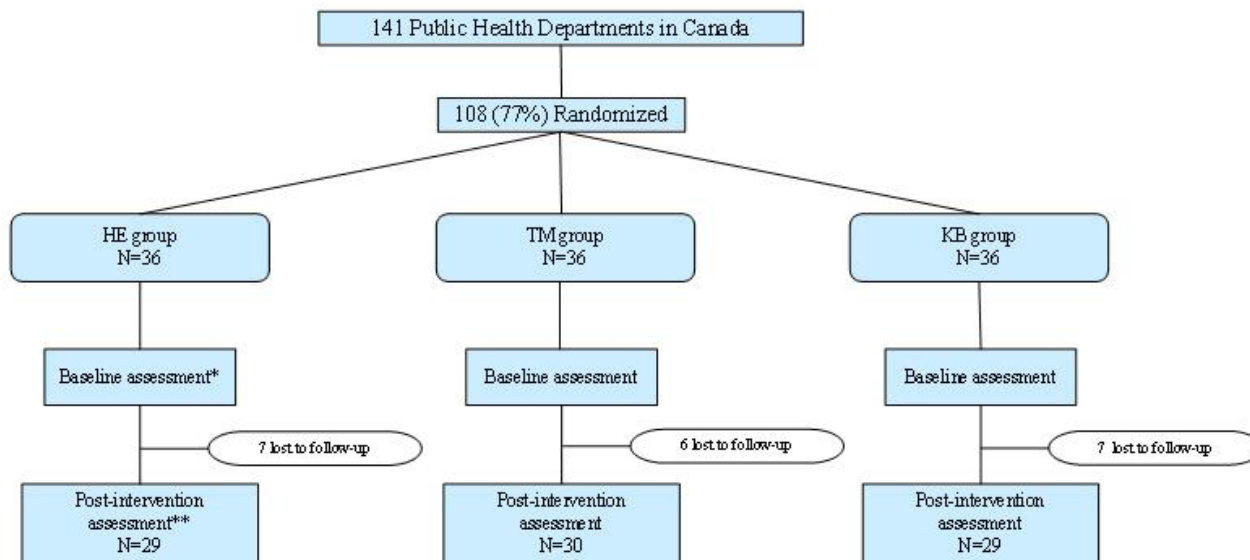 141 Public Health Departments in Canada
108 (77%) Randomized
HE group
N=36
TM group
N=36
KB group
N=36
Baseline assessment*
Baseline assessment
Baseline assessment
7 lost to follow-up
6 lost to follow-up
7 lost to follow-up
Post-intervention
assessment**
N=29
Post-intervention
assessment
N=30
Post-intervention
assessment
N=29